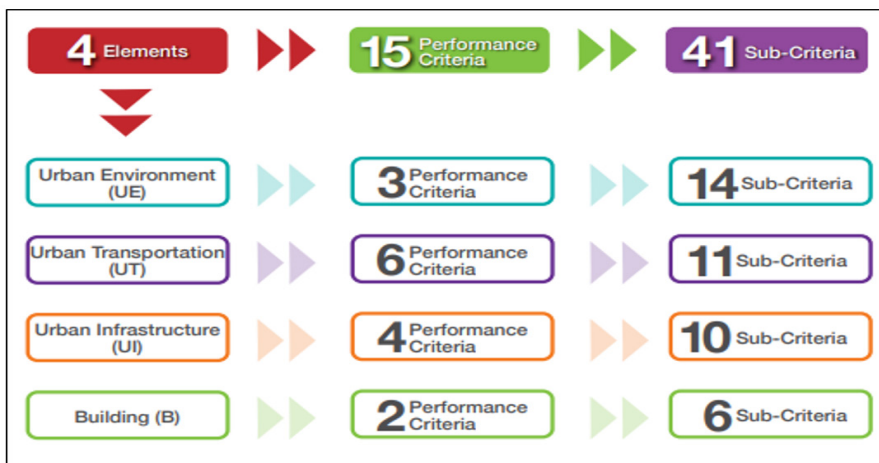 4 Elements
15 Performance
Criteria
41 Sub-Criteria
Urban Environment
(UE)
3 Performance
Criteria
14 Sub-Criteria
Urban Transportation
(UT)
6 Performance
Criteria
11 Sub-Criteria
Urban Infrastructure
(UI)
4 Performance
Criteria
10 Sub-Criteria
Building (B)
2 Performance
Criteria
6 Sub-Criteria